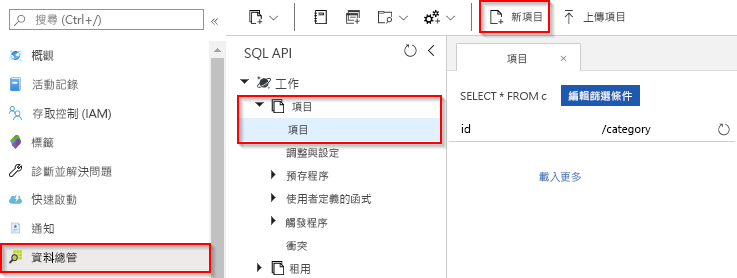 搜尋 (Ctrl+/)
概觀
活動記錄
存取控制 (IAM)
標籤
診斷並解決問題
快速啟動
通知
資料總管
新項目
上傳項目
SQL API
工作
項目
項目
調整與設定
預存程序
使用者定義的函式
觸發程序
衝突
租用
項目
SELECT * FROM c
編輯篩選條件
id
/category
載入更多